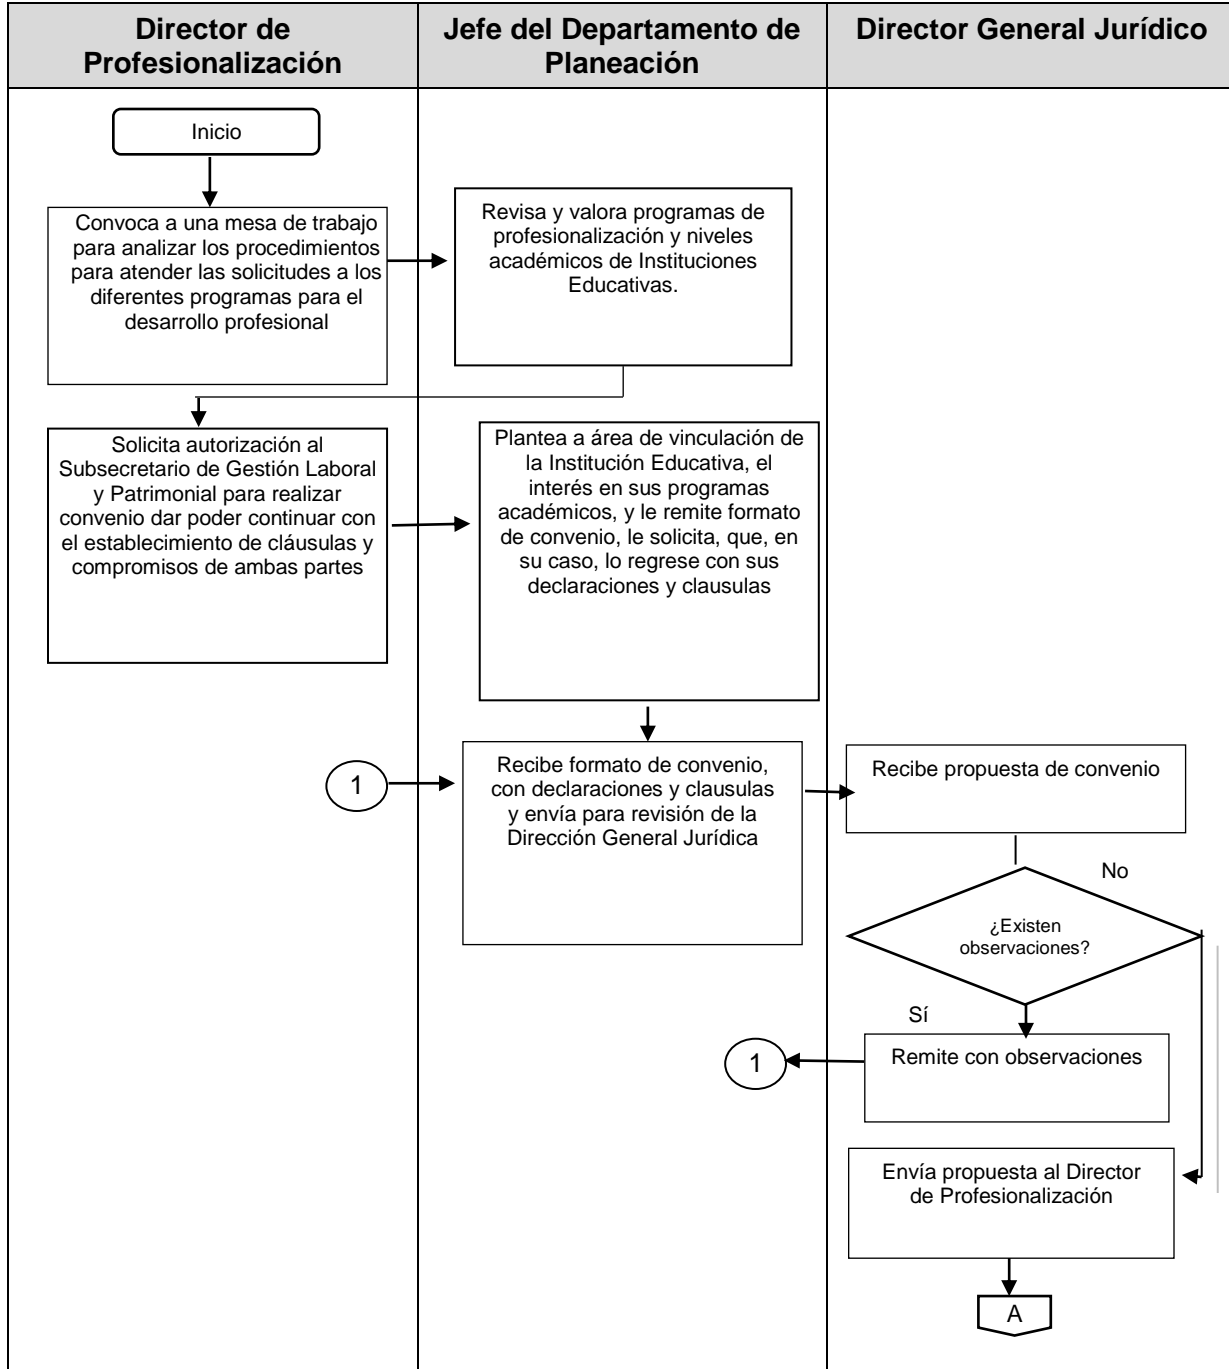 Director de
Profesionalización
Jefe del Departamento de
Planeación
Director General Jurídico
Inicio
Convoca a una mesa de trabajo
para analizar los procedimientos
para atender las solicitudes a los
diferentes programas para el
desarrollo profesional
Revisa y valora programas de
profesionalización y niveles
académicos de Instituciones
Educativas.
Solicita autorización al
Subsecretario de Gestión Laboral
y Patrimonial para realizar
convenio dar poder continuar con
el establecimiento de cláusulas y
compromisos de ambas partes
Plantea a área de vinculación de
la Institución Educativa, el
interés en sus programas
académicos, y le remite formato
de convenio, le solicita, que, en
su caso, lo regrese con sus
declaraciones y clausulas
1
Recibe formato de convenio,
con declaraciones y clausulas
y envía para revisión de la
Dirección General Jurídica
Recibe propuesta de convenio
No
¿Existen
observaciones?
Sí
1
Remite con observaciones
Envía propuesta al Director
de Profesionalización
A